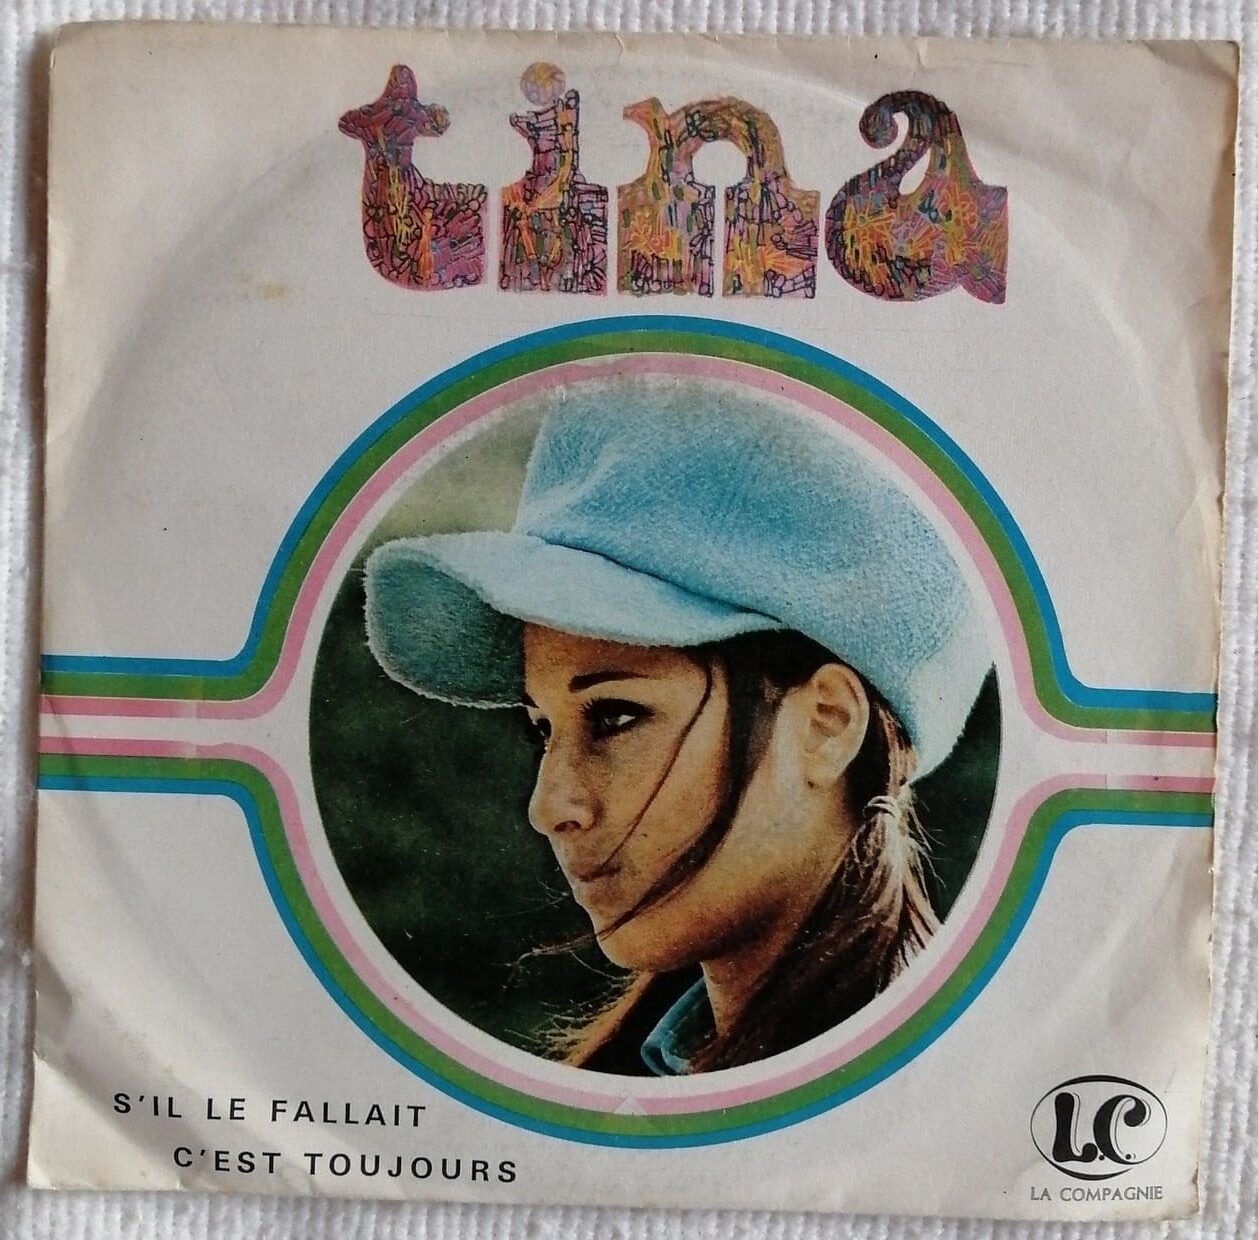 tina
S'IL LE FALLAIT
C'EST TOUJOURS
L.C.
LA COMPAGNIE